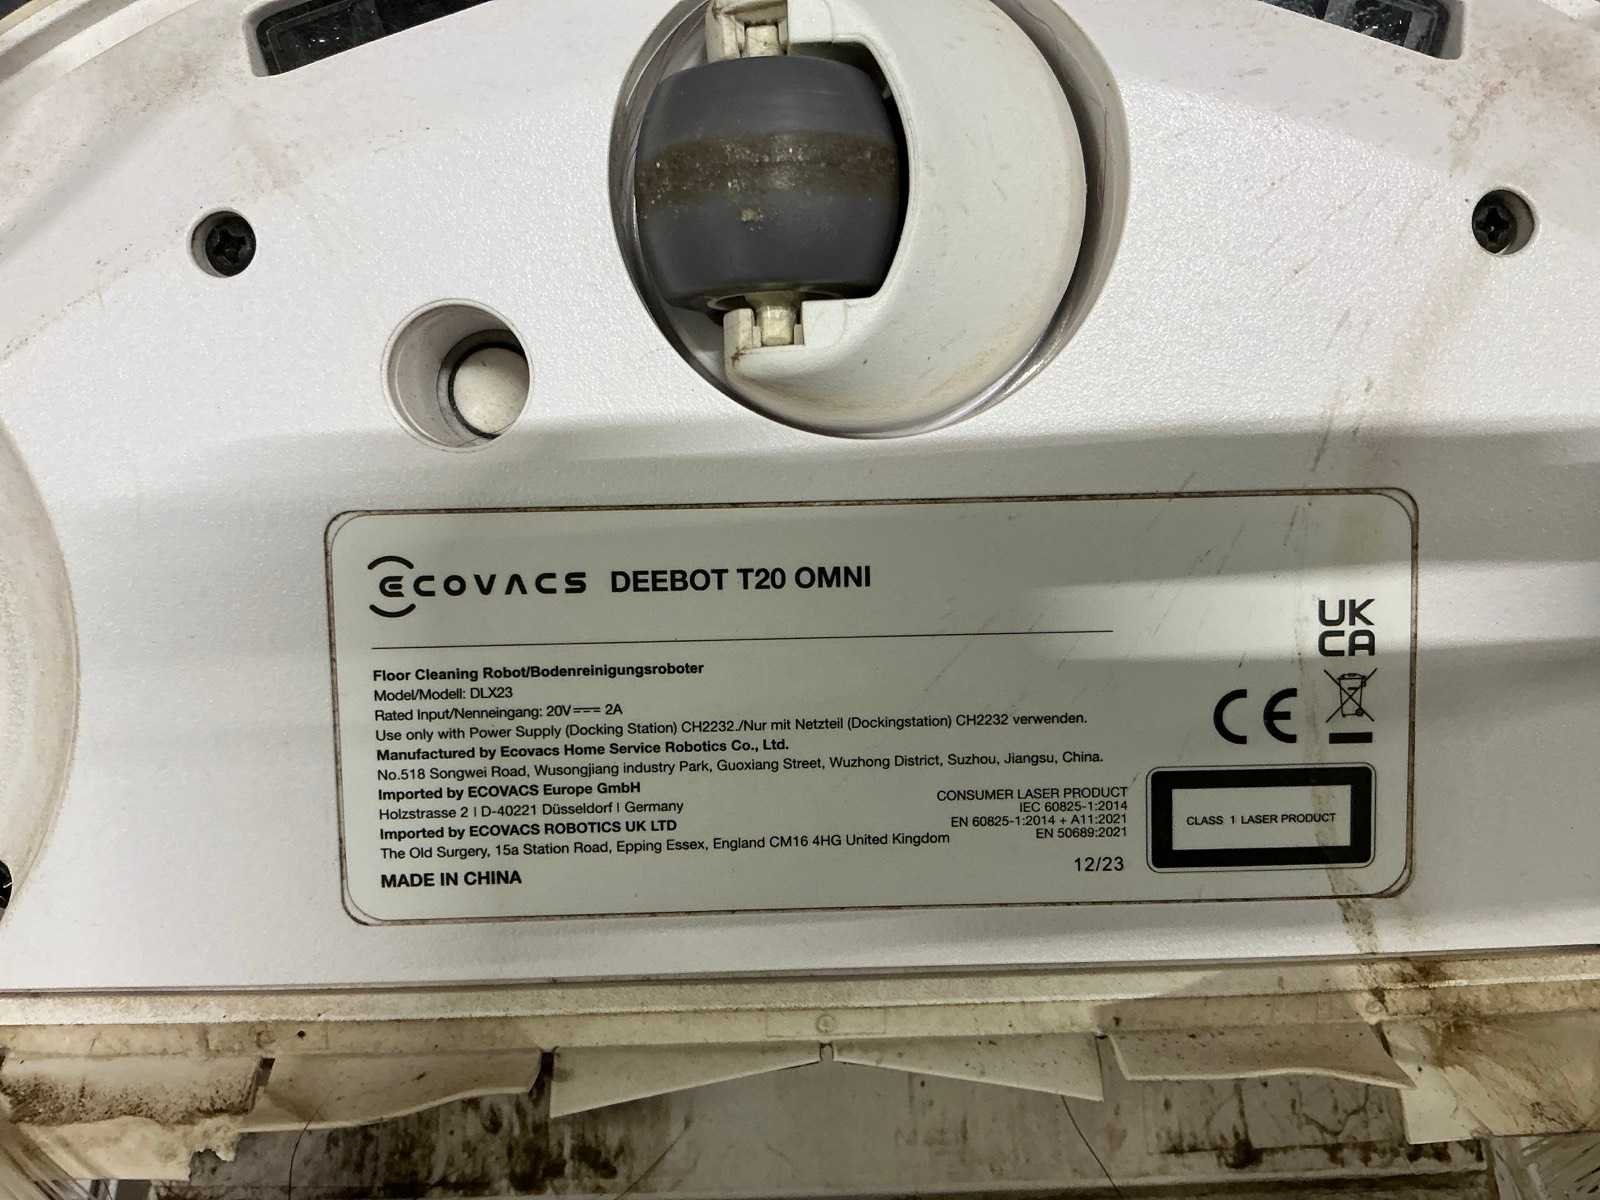 ECOVACS DEEBOT T20 OMNI
Floor Cleaning Robot/Bodenreinigungsroboter
Model/Modell: DLX23
Rated Input/Nenneingang: 20V⎓ 2A
Use only with Power Supply (Docking Station) CH2232./Nur mit Netzteil (Dockingstation) CH2232 verwenden.
Manufactured by Ecovacs Home Service Robotics Co., Ltd.
No.518 Songwei Road, Wusongjiang industry Park, Guoxiang Street, Wuzhong District, Suzhou, Jiangsu, China.
Imported by ECOVACS Europe GmbH
Holzstrasse 2 | D-40221 Düsseldorf | Germany
Imported by ECOVACS ROBOTICS UK LTD
The Old Surgery, 15a Station Road, Epping Essex, England CM16 4HG United Kingdom
MADE IN CHINA
CONSUMER LASER PRODUCT
IEC 60825-1:2014
EN 60825-1:2014 + A11:2021
EN 50689:2021
12/23
UK
CA
CE
CLASS 1 LASER PRODUCT